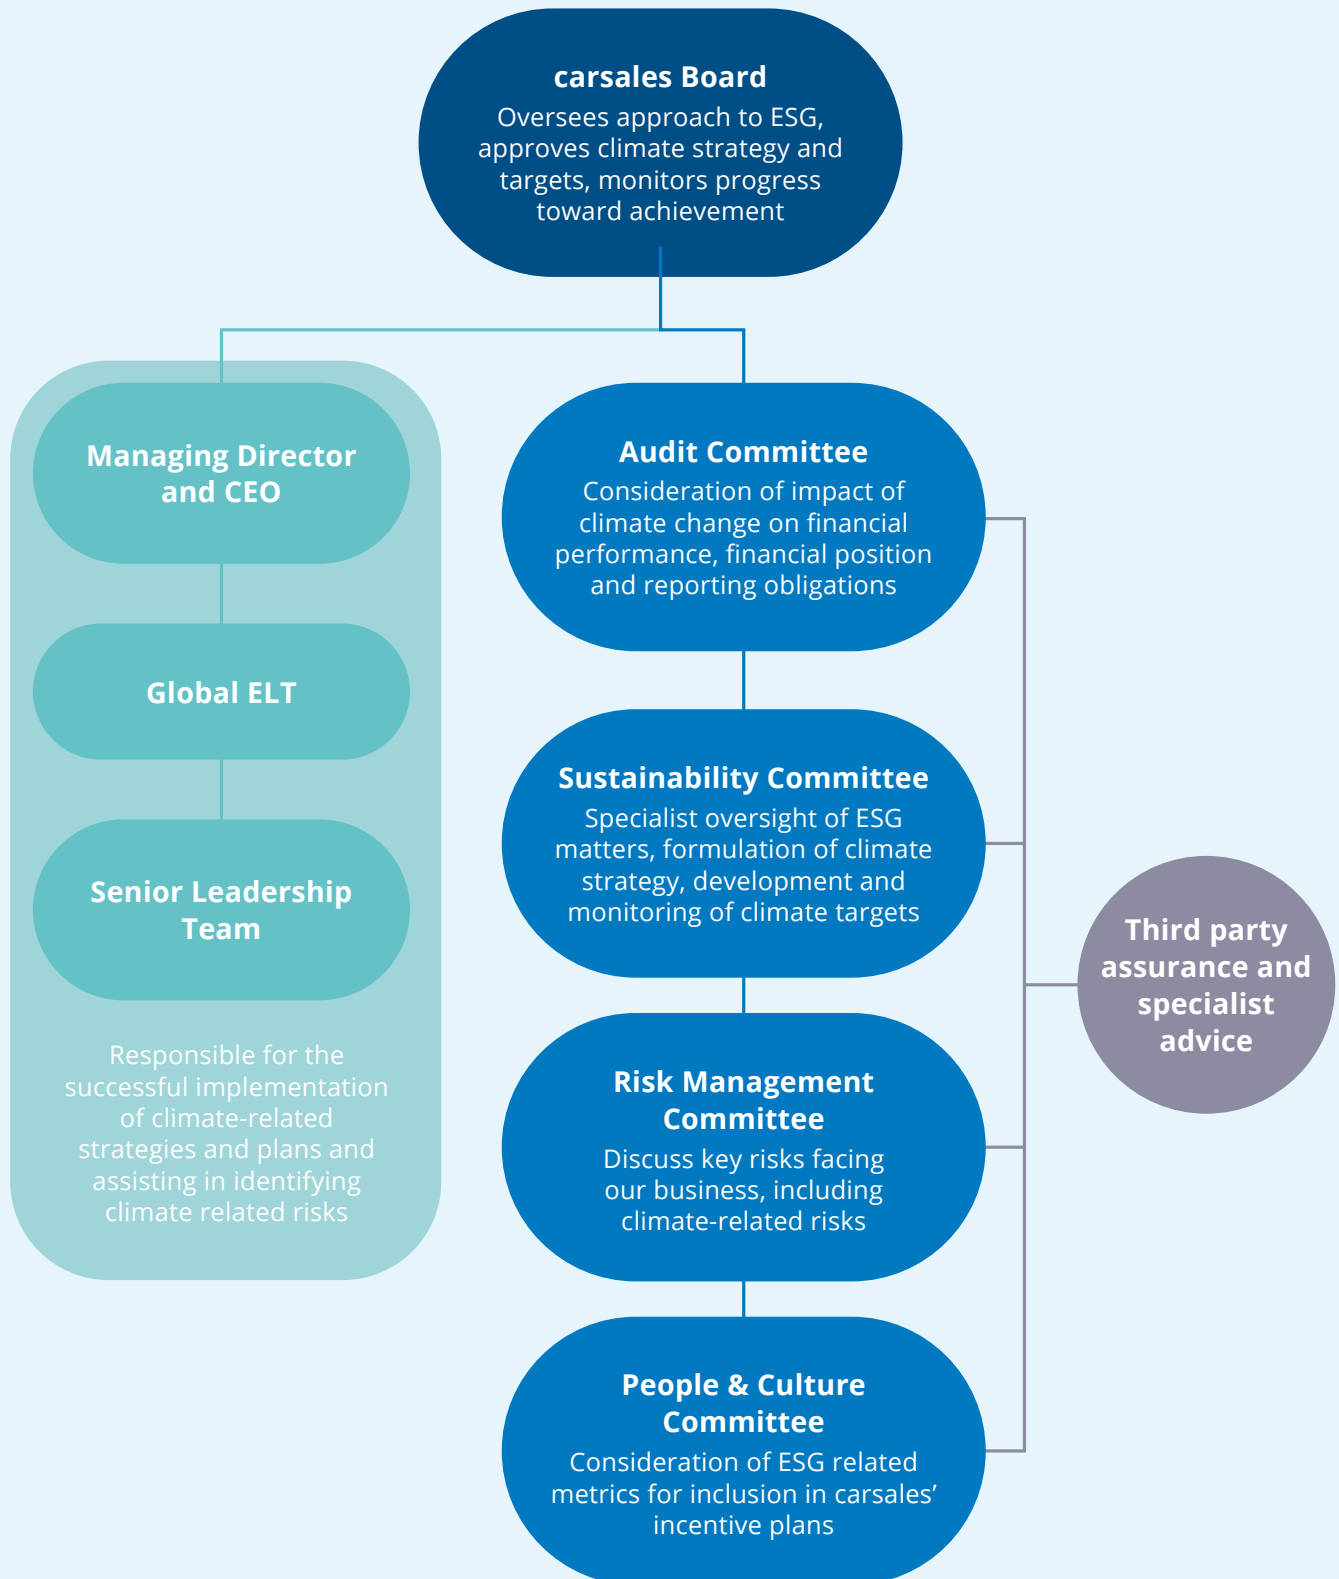 carsales Board
Oversees approach to ESG,
approves climate strategy and
targets, monitors progress
toward achievement
Managing Director
and CEO
Global ELT
Senior Leadership
Team
Responsible for the
successful implementation
of climate-related
strategies and plans and
assisting in identifying
climate related risks
Audit Committee
Consideration of impact of
climate change on financial
performance, financial position
and reporting obligations
Sustainability Committee
Specialist oversight of ESG
matters, formulation of climate
strategy, development and
monitoring of climate targets
Risk Management
Committee
Discuss key risks facing
our business, including
climate-related risks
People & Culture
Committee
Consideration of ESG related
metrics for inclusion in carsales’
incentive plans
Third party
assurance and
specialist
advice